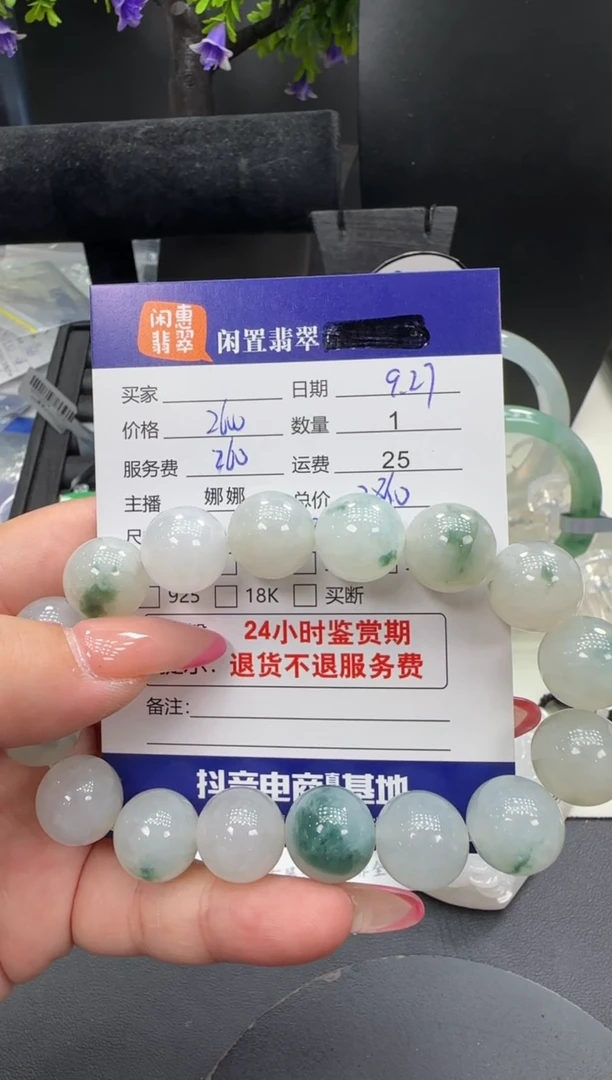 闲惠
翡翠
闲置翡翠
买家
日期 9.27
价格 2600
数量 1
服务费 260
运费 25
主播 娜娜
总价
925 18K 买断
24小时鉴赏期
提示: 退货不退服务费
备注:
抖音电商 基地